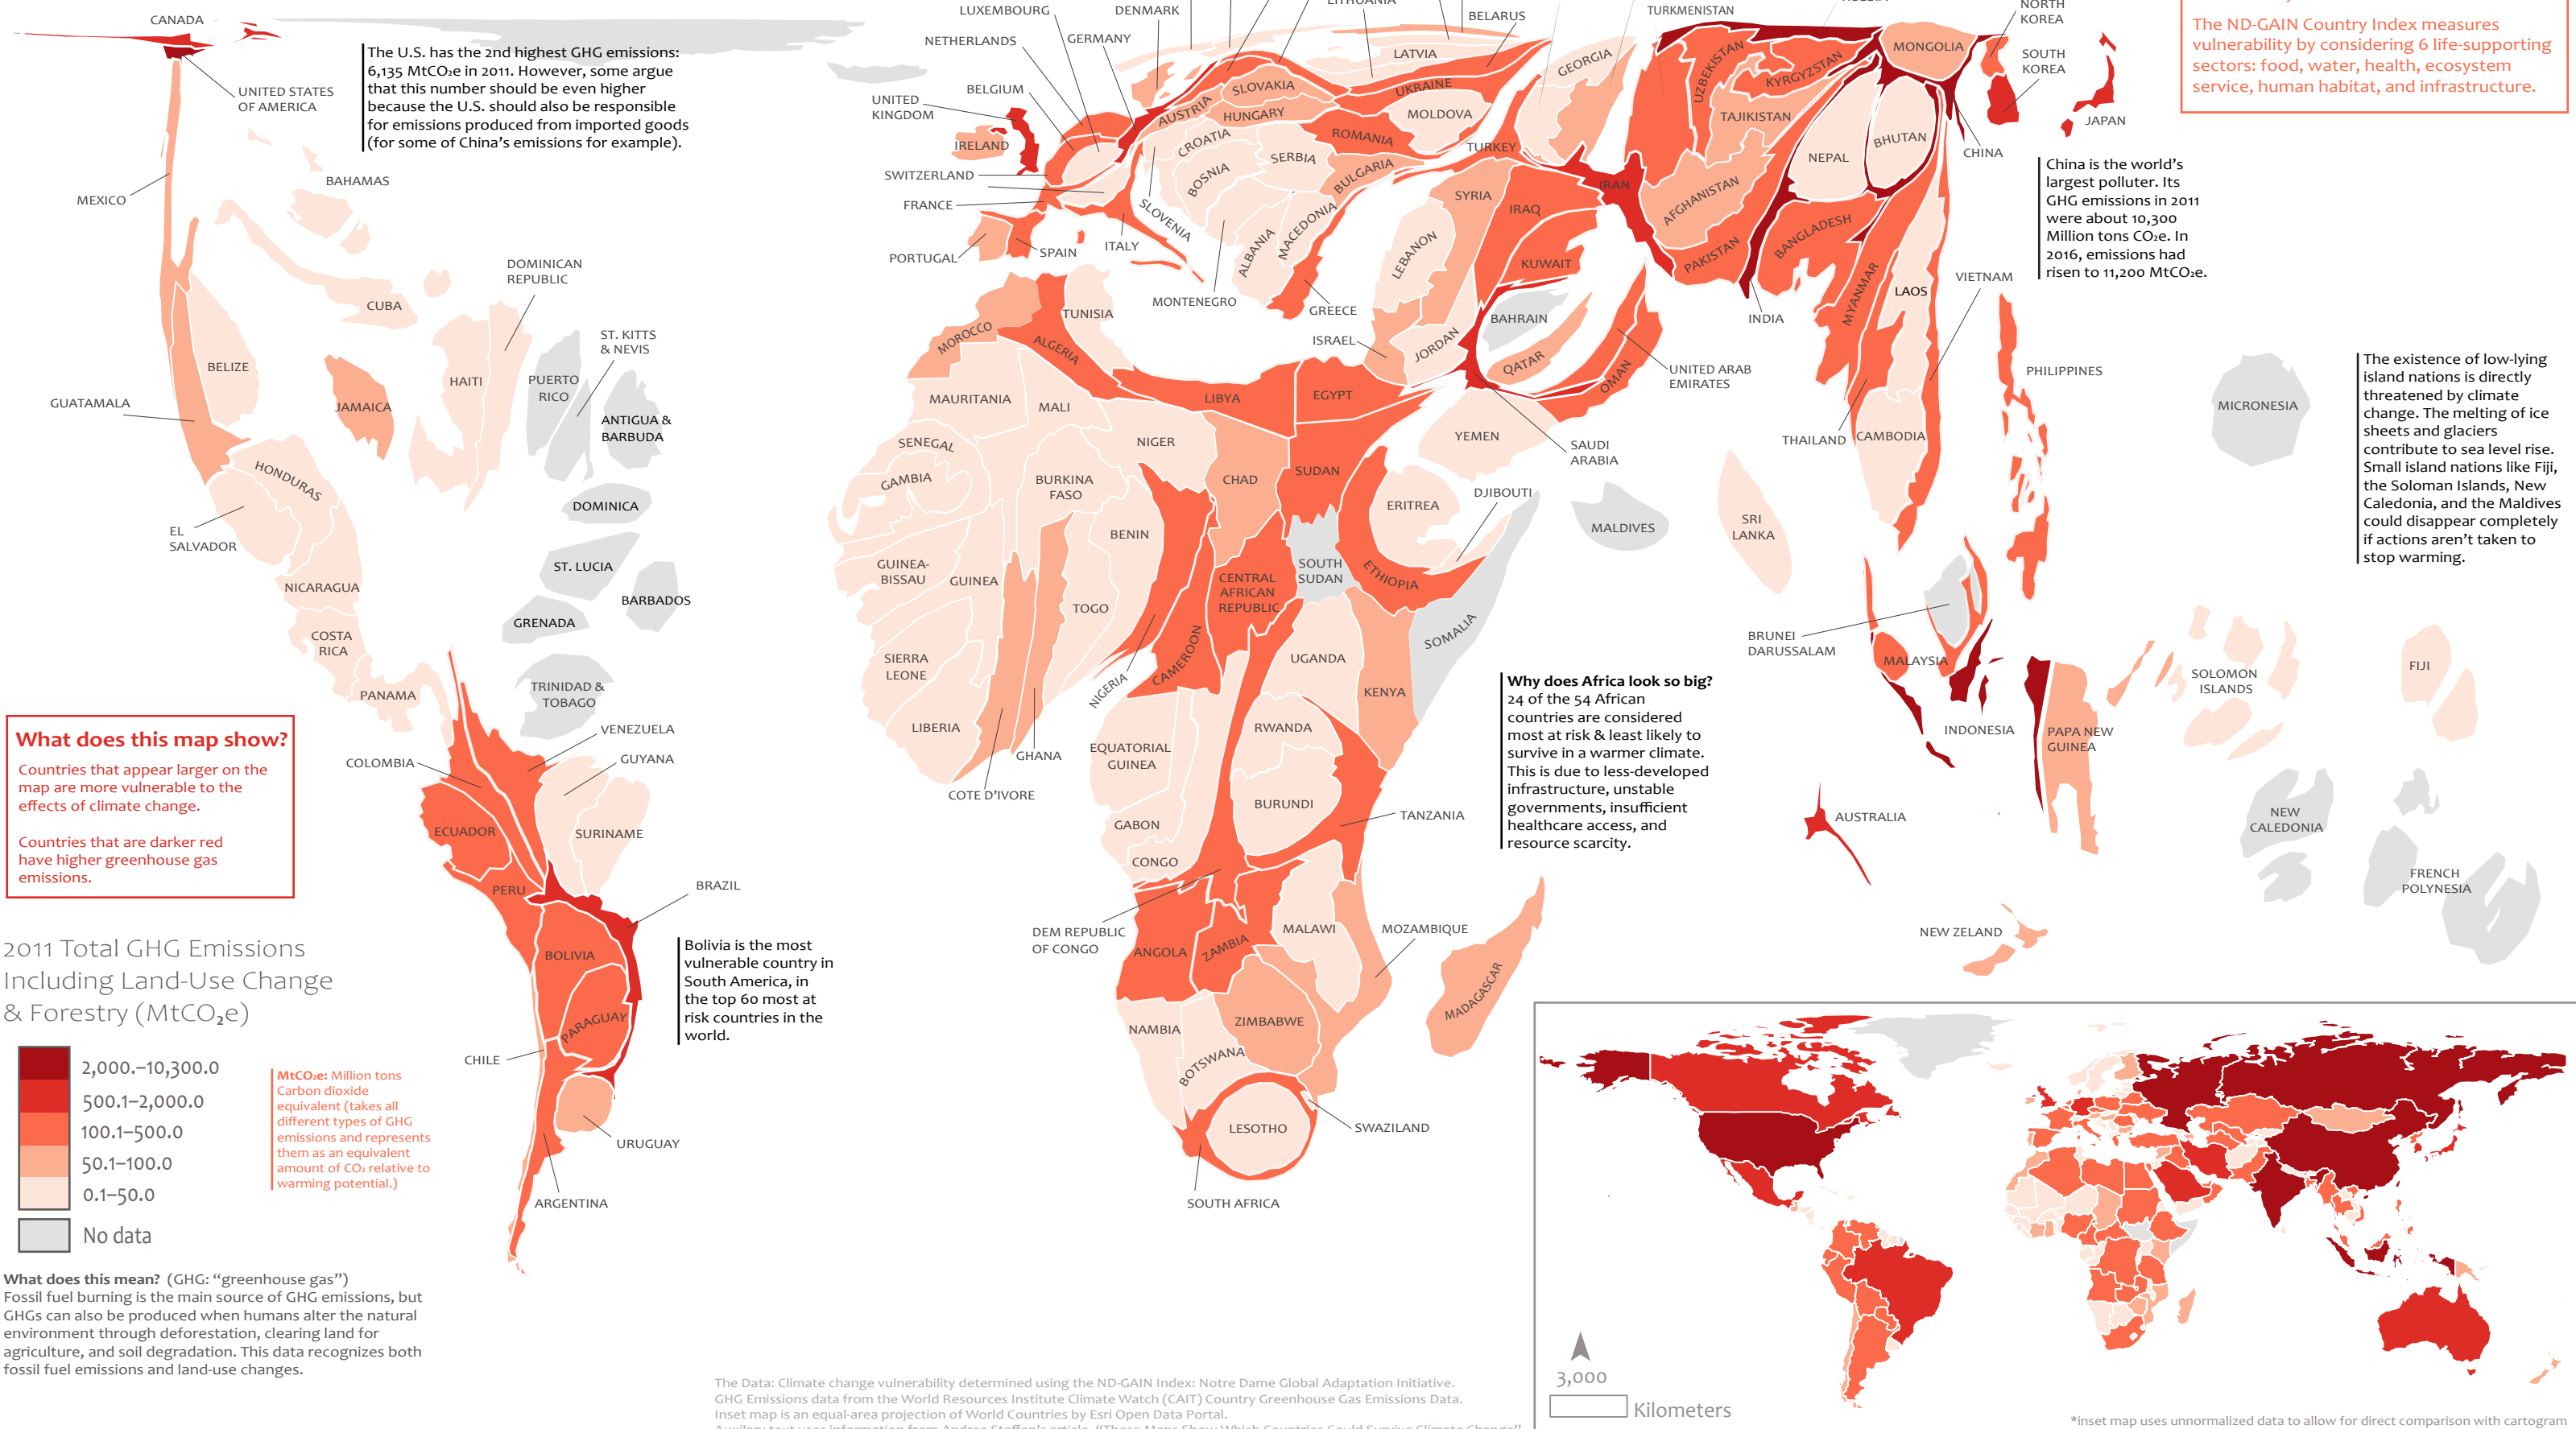 CANADA
UNITED STATES
OF AMERICA
The U.S. has the 2nd highest GHG emissions:
6,135 MtCO₂e in 2011. However, some argue
that this number should be even higher
because the U.S. should also be responsible
for emissions produced from imported goods
(for some of China's emissions for example).
MEXICO
BAHAMAS
CUBA
DOMINICAN
REPUBLIC
BELIZE
JAMAICA
HAITI
PUERTO
RICO
ST. KITTS
& NEVIS
ANTIGUA &
BARBUDA
GUATAMALA
HONDURAS
EL
SALVADOR
DOMINICA
ST. LUCIA
BARBADOS
GRENADA
NICARAGUA
COSTA
RICA
PANAMA
TRINIDAD &
TOBAGO
VENEZUELA
GUYANA
COLOMBIA
ECUADOR
SURINAME
PERU
BRAZIL
BOLIVIA
PARAGUAY
CHILE
URUGUAY
ARGENTINA
Bolivia is the most
vulnerable country in
South America, in
the top 60 most at
risk countries in the
world.
What does this map show?
Countries that appear larger on the
map are more vulnerable to the
effects of climate change.
Countries that are darker red
have higher greenhouse gas
emissions.
2011 Total GHG Emissions
Including Land-Use Change
& Forestry (MtCO₂e)
2,000.–10,300.0
500.1–2,000.0
100.1–500.0
50.1–100.0
0.1–50.0
No data
MtCO₂e: Million tons
Carbon dioxide
equivalent (takes all
different types of GHG
emissions and represents
them as an equivalent
amount of CO₂ relative to
warming potential.)
What does this mean? (GHG: “greenhouse gas”)
Fossil fuel burning is the main source of GHG emissions, but
GHGs can also be produced when humans alter the natural
environment through deforestation, clearing land for
agriculture, and soil degradation. This data recognizes both
fossil fuel emissions and land-use changes.
LUXEMBOURG
DENMARK
LITHUANIA
BELARUS
NETHERLANDS
GERMANY
LATVIA
GEORGIA
BELGIUM
UNITED
KINGDOM
IRELAND
AUSTRIA
SLOVAKIA
HUNGARY
UKRAINE
MOLDOVA
CROATIA
ROMANIA
SERBIA
BOSNIA
BULGARIA
TURKEY
SWITZERLAND
FRANCE
SLOVENIA
PORTUGAL
SPAIN
ITALY
ALBANIA
MACEDONIA
MONTENEGRO
GREECE
LEBANON
SYRIA
IRAQ
IRAN
KUWAIT
BAHRAIN
ISRAEL
JORDAN
QATAR
OMAN
UNITED ARAB
EMIRATES
SAUDI
ARABIA
YEMEN
MOROCCO
ALGERIA
TUNISIA
LIBYA
EGYPT
MAURITANIA
MALI
NIGER
SENEGAL
GAMBIA
BURKINA
FASO
CHAD
SUDAN
ERITREA
DJIBOUTI
BENIN
GUINEA-
BISSAU
GUINEA
TOGO
CENTRAL
AFRICAN
REPUBLIC
SOUTH
SUDAN
ETHIOPIA
SOMALIA
SIERRA
LEONE
LIBERIA
GHANA
COTE D'IVORE
NIGERIA
CAMEROON
UGANDA
KENYA
EQUATORIAL
GUINEA
RWANDA
BURUNDI
TANZANIA
GABON
CONGO
DEM REPUBLIC
OF CONGO
ANGOLA
ZAMBIA
MALAWI
MOZAMBIQUE
MADAGASCAR
NAMBIA
ZIMBABWE
BOTSWANA
LESOTHO
SWAZILAND
SOUTH AFRICA
Why does Africa look so big?
24 of the 54 African
countries are considered
most at risk & least likely to
survive in a warmer climate.
This is due to less-developed
infrastructure, unstable
governments, insufficient
healthcare access, and
resource scarcity.
TURKMENISTAN
UZBEKISTAN
KYRGYZSTAN
TAJIKISTAN
AFGHANISTAN
PAKISTAN
INDIA
MONGOLIA
NEPAL
BHUTAN
BANGLADESH
MYANMAR
LAOS
VIETNAM
THAILAND
CAMBODIA
CHINA
NORTH
KOREA
SOUTH
KOREA
JAPAN
The ND-GAIN Country Index measures
vulnerability by considering 6 life-supporting
sectors: food, water, health, ecosystem
service, human habitat, and infrastructure.
China is the world's
largest polluter. Its
GHG emissions in 2011
were about 10,300
Million tons CO₂e. In
2016, emissions had
risen to 11,200 MtCO₂e.
PHILIPPINES
MICRONESIA
The existence of low-lying
island nations is directly
threatened by climate
change. The melting of ice
sheets and glaciers
contribute to sea level rise.
Small island nations like Fiji,
the Soloman Islands, New
Caledonia, and the Maldives
could disappear completely
if actions aren't taken to
stop warming.
MALDIVES
SRI
LANKA
BRUNEI
DARUSSALAM
MALAYSIA
INDONESIA
PAPA NEW
GUINEA
SOLOMON
ISLANDS
FIJI
AUSTRALIA
NEW
CALEDONIA
FRENCH
POLYNESIA
NEW ZELAND
3,000
Kilometers
*inset map uses unnormalized data to allow for direct comparison with cartogram
The Data: Climate change vulnerability determined using the ND-GAIN Index: Notre Dame Global Adaptation Initiative.
GHG Emissions data from the World Resources Institute Climate Watch (CAIT) Country Greenhouse Gas Emissions Data.
Inset map is an equal-area projection of World Countries by Esri Open Data Portal.
Auxilary text uses information from Andrea Steffen's article, “These Maps Show Which Countries Could Survive Climate Change”